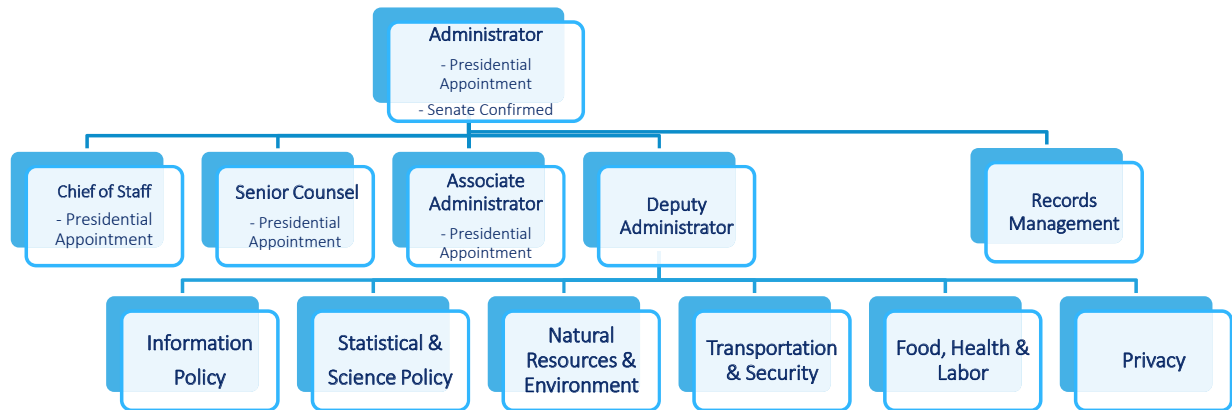 Administrator
- Presidential
Appointment
- Senate Confirmed
Chief of Staff
- Presidential
Appointment
Senior Counsel
- Presidential
Appointment
Associate
Administrator
- Presidential
Appointment
Deputy
Administrator
Records
Management
Information
Policy
Statistical &
Science Policy
Natural
Resources &
Environment
Transportation
& Security
Food, Health &
Labor
Privacy